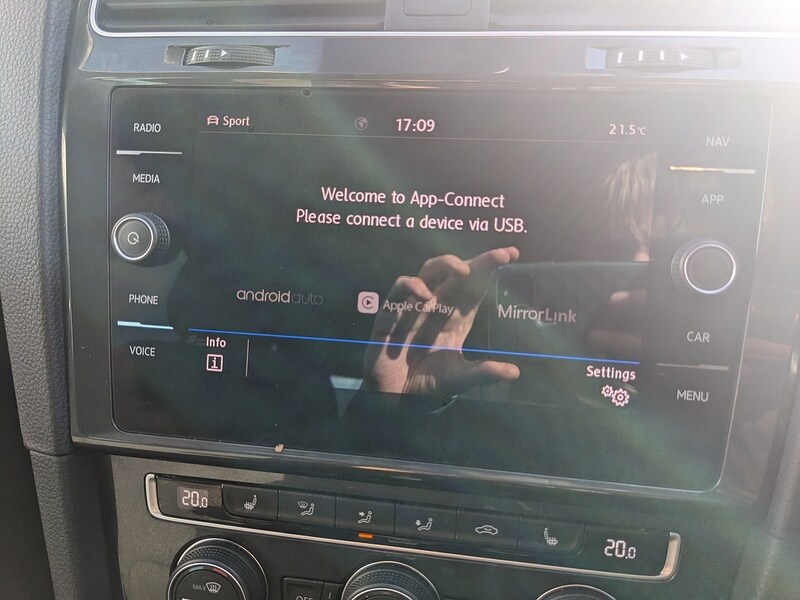 RADIO
MEDIA
PHONE
VOICE
Sport
17:09
21.5°C
Welcome to App-Connect
Please connect a device via USB.
androidauto
Apple CarPlay
MirrorLink
Info
i
Settings
NAV
APP
CAR
MENU
20.0
20.0
MAX
OFF